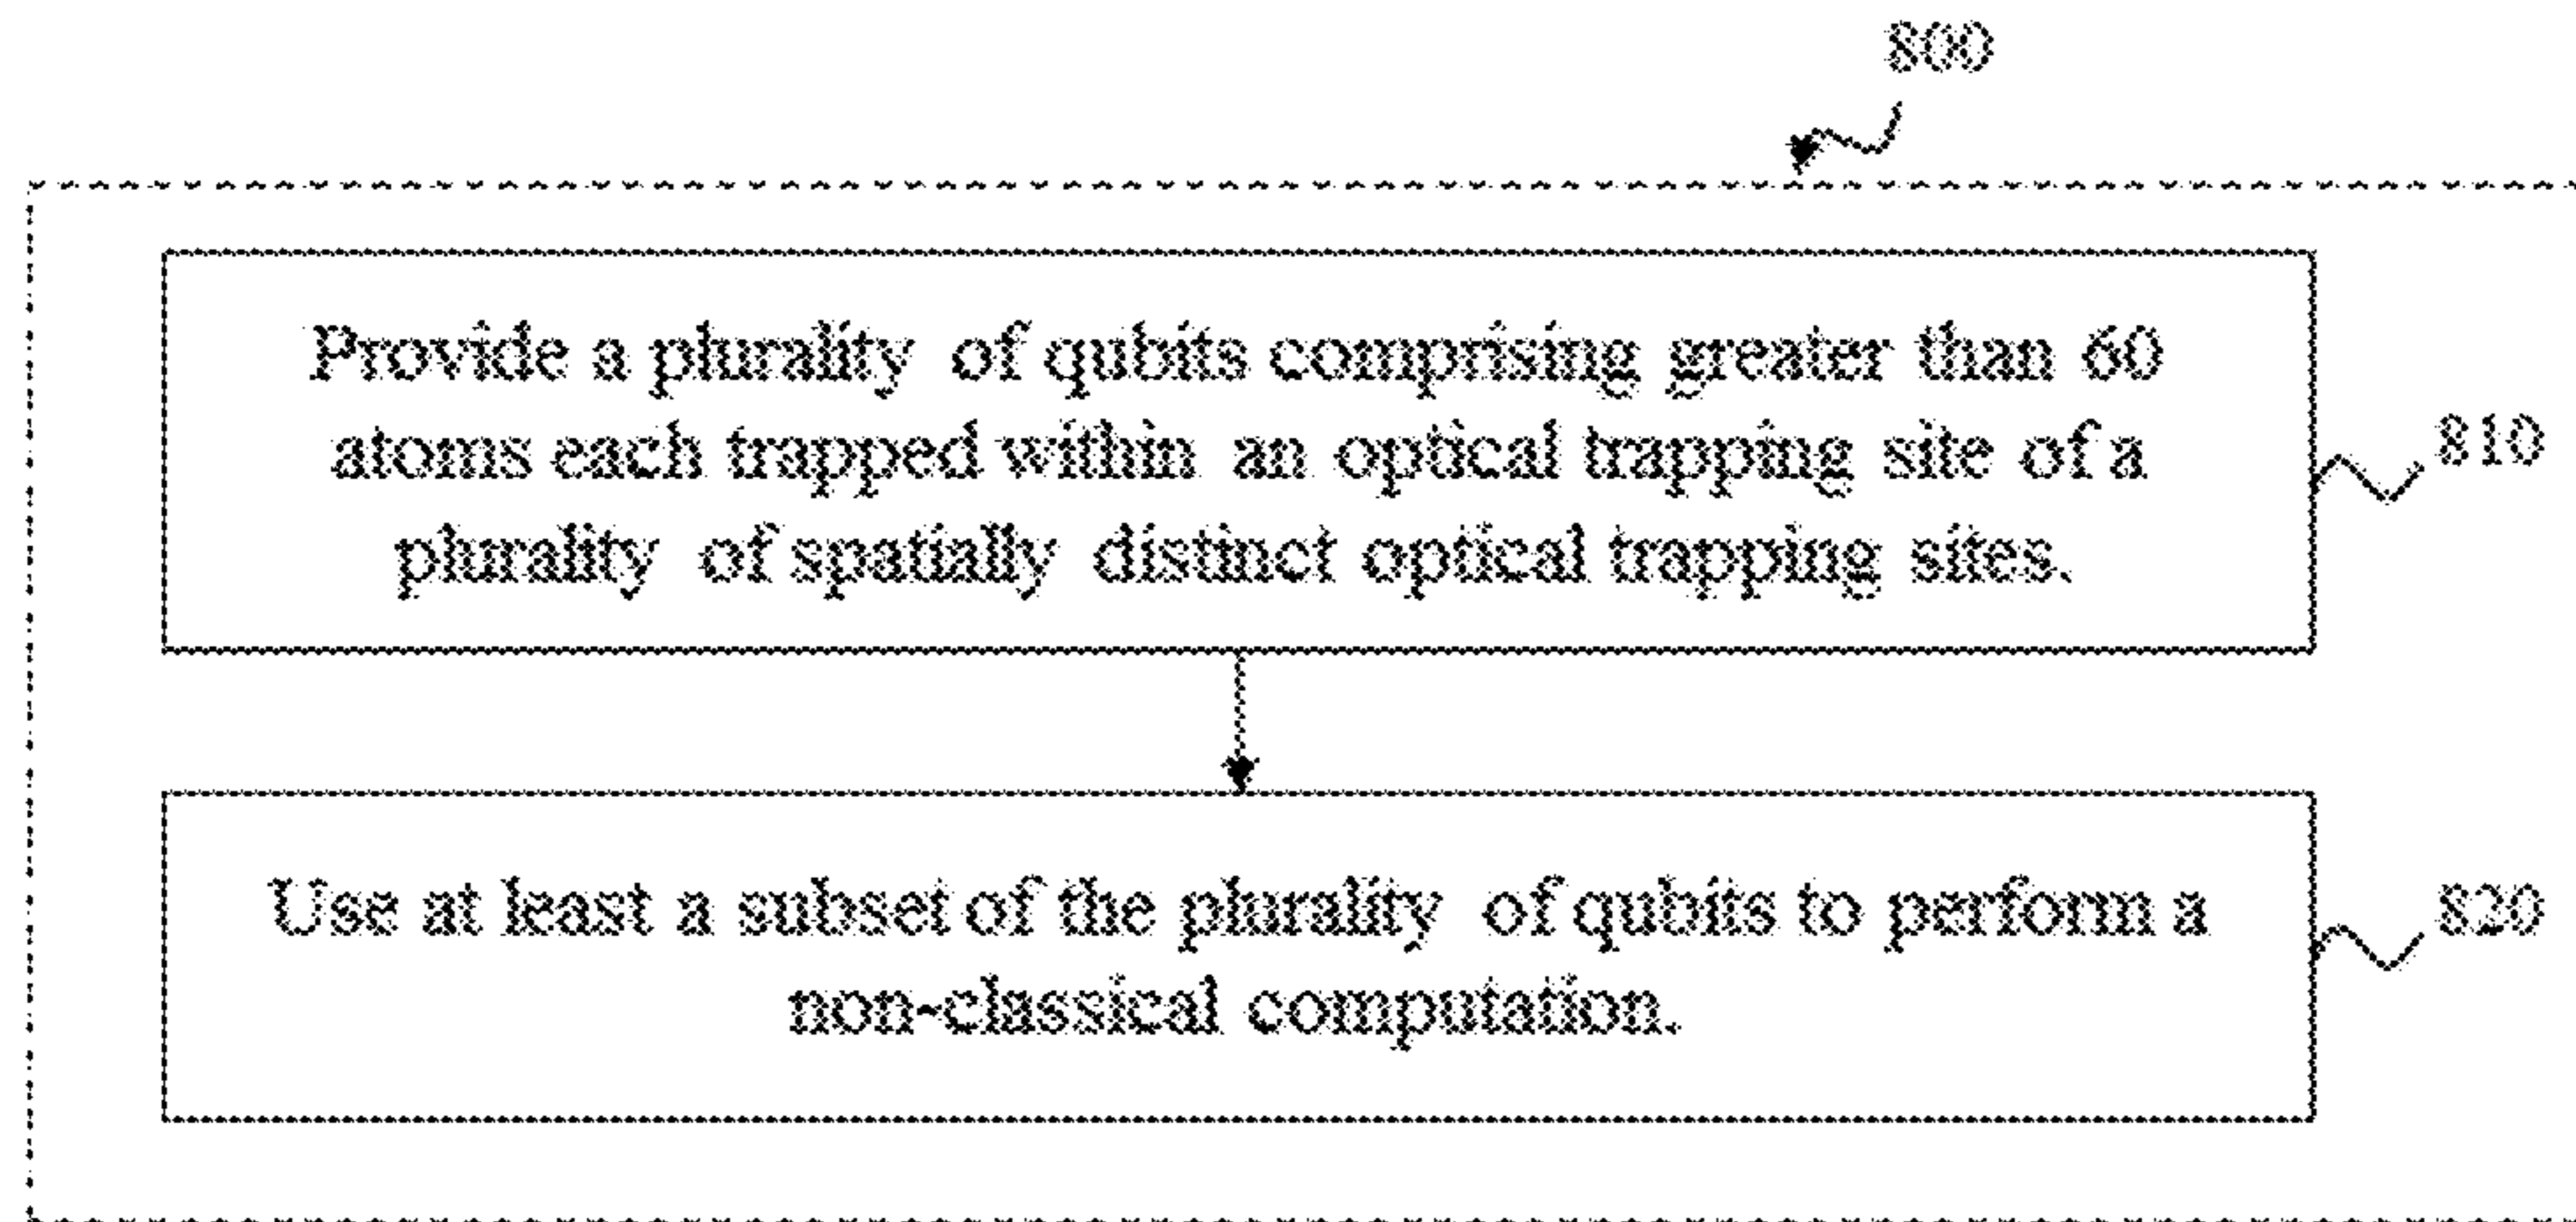 800
Provide a plurality of qubits comprising greater than 60
atoms each trapped within an optical trapping site of a
plurality of spatially distinct optical trapping sites.
810
Use at least a subset of the plurality of qubits to perform a
non-classical computation.
820